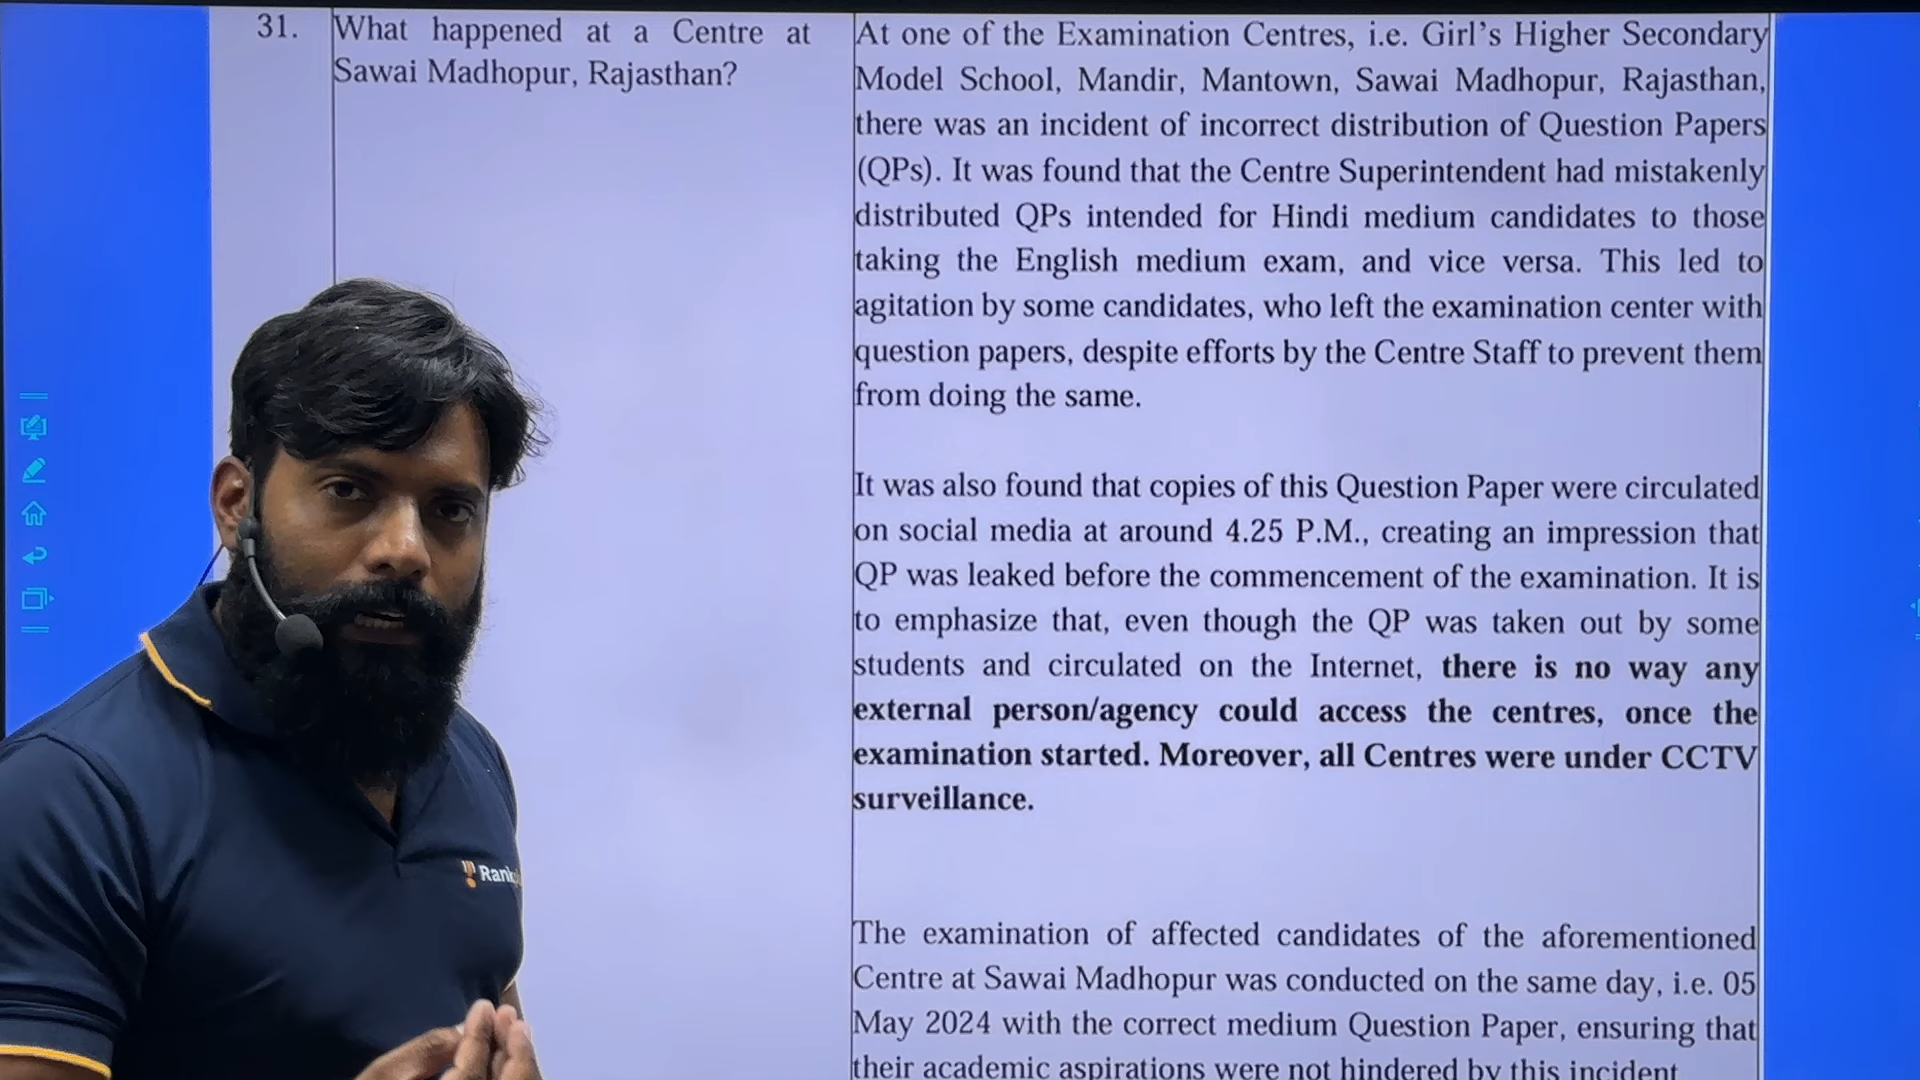 31.
What happened at a Centre at
Sawai Madhopur, Rajasthan?
At one of the Examination Centres, i.e. Girl's Higher Secondary
Model School, Mandir, Mantown, Sawai Madhopur, Rajasthan,
there was an incident of incorrect distribution of Question Papers
(QPs). It was found that the Centre Superintendent had mistakenly
distributed QPs intended for Hindi medium candidates to those
taking the English medium exam, and vice versa. This led to
agitation by some candidates, who left the examination center with
question papers, despite efforts by the Centre Staff to prevent them
from doing the same.
It was also found that copies of this Question Paper were circulated
on social media at around 4.25 P.M., creating an impression that
QP was leaked before the commencement of the examination. It is
to emphasize that, even though the QP was taken out by some
students and circulated on the Internet, there is no way any
external person/agency could access the centres, once the
examination started. Moreover, all Centres were under CCTV
surveillance.
The examination of affected candidates of the aforementioned
Centre at Sawai Madhopur was conducted on the same day, i.e. 05
May 2024 with the correct medium Question Paper, ensuring that
their academic aspirations were not hindered by this incident